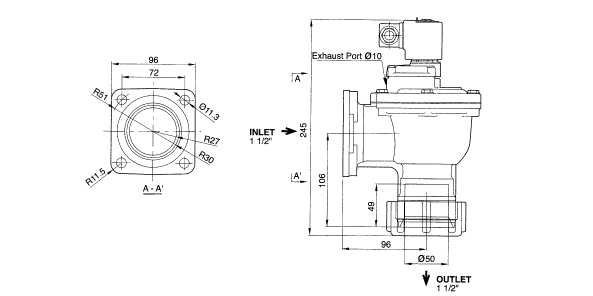 96
72
R51
Ø11.3
R27
R30
R11.5
A - A'
Exhaust Port Ø10
A
INLET
1 1/2"
245
106
A'
49
96
Ø50
OUTLET
1 1/2"